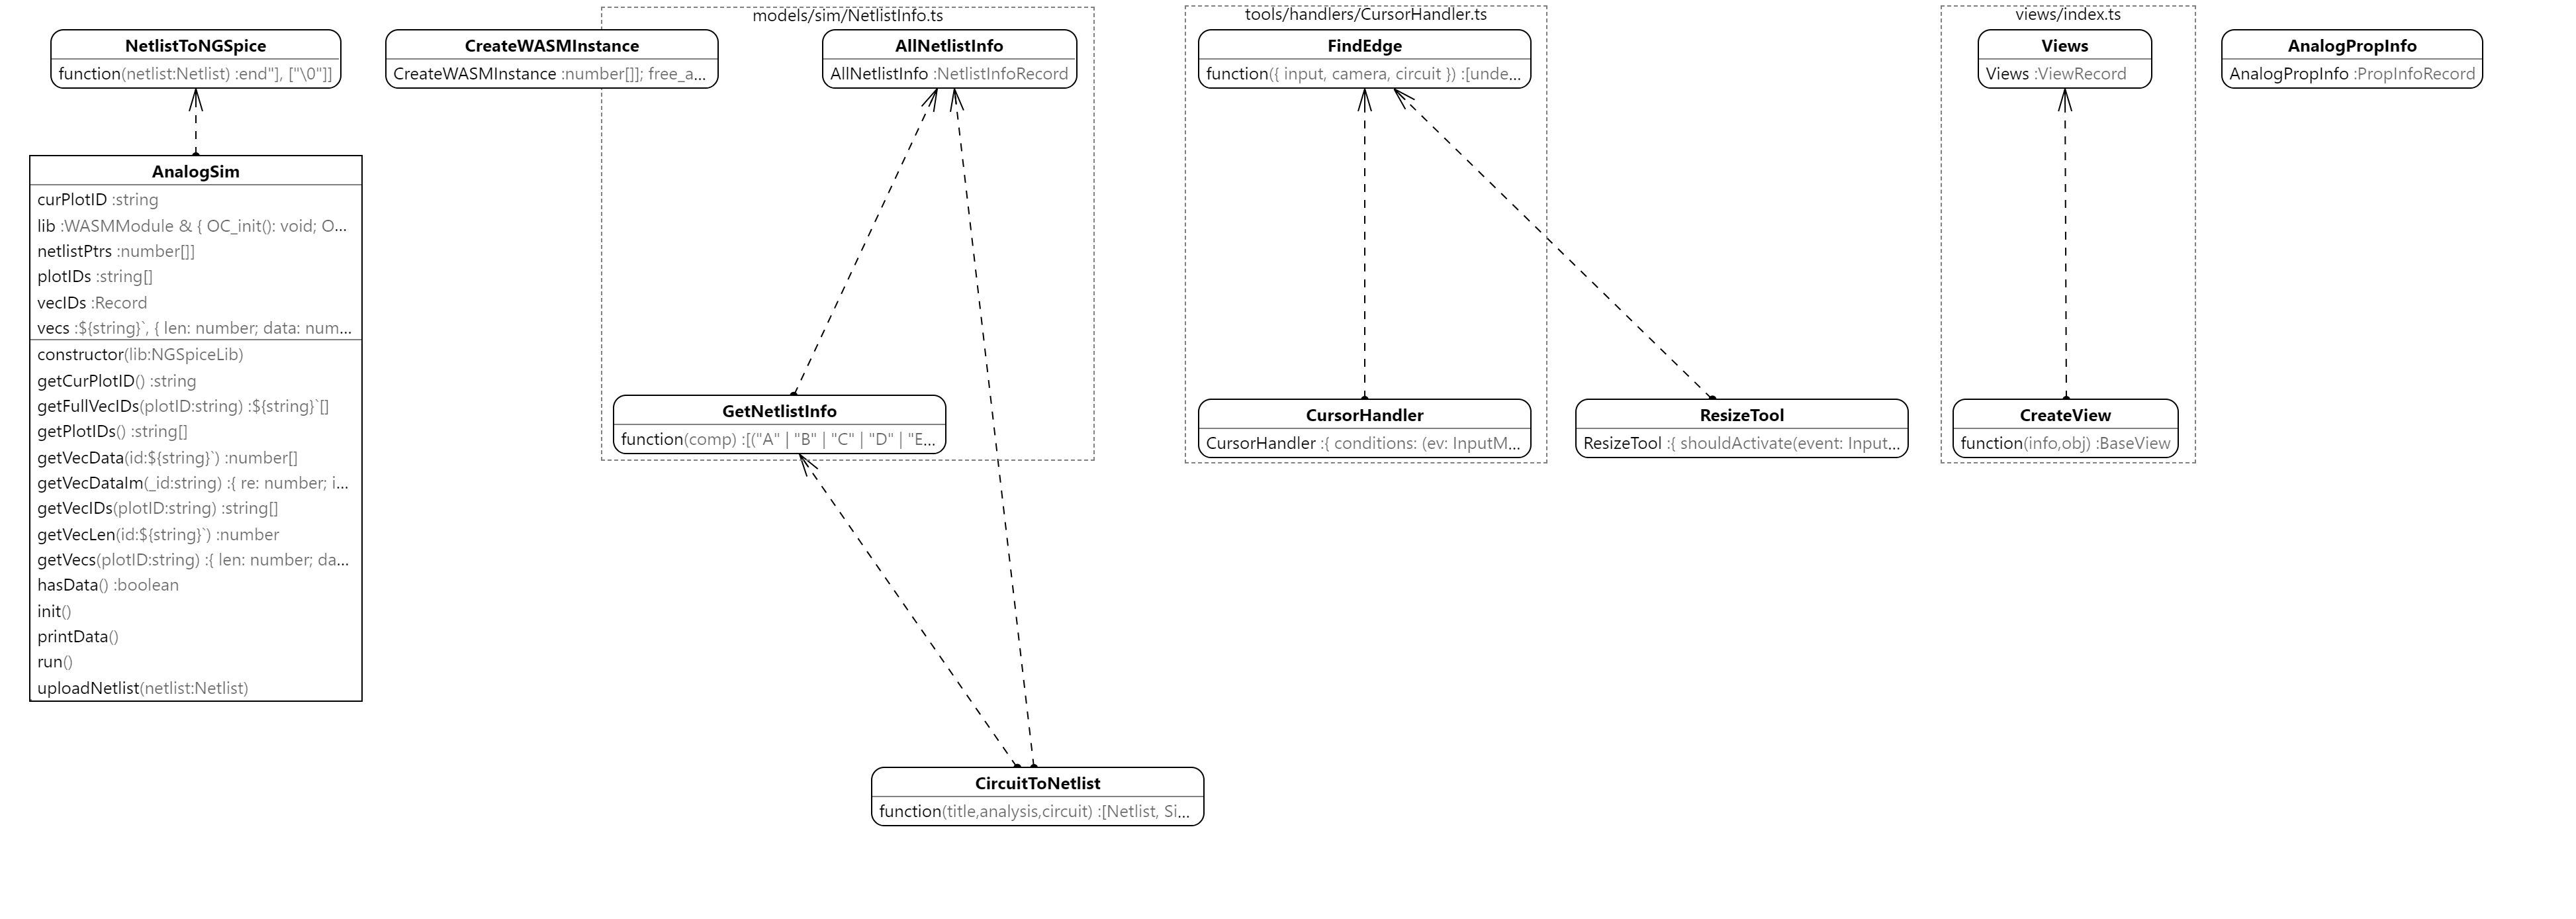 models/sim/NetlistInfo.ts
tools/handlers/CursorHandler.ts
views/index.ts
NetlistToNGSpice
function(netlist:Netlist) :end"], ["\0"]]
CreateWASMInstance
CreateWASMInstance :number[]]; free_a...
AllNetlistInfo
AllNetlistInfo :NetlistInfoRecord
FindEdge
function({ input, camera, circuit }) :[unde...
Views
Views :ViewRecord
AnalogPropInfo
AnalogPropInfo :PropInfoRecord
AnalogSim
curPlotID :string
lib :WASMModule & { OC_init(): void; O...
netlistPtrs :number[]]
plotIDs :string[]
vecIDs :Record
vecs :${string}`, { len: number; data: num...
constructor(lib:NGSpiceLib)
getCurPlotID() :string
getFullVecIDs(plotID:string) :${string}`[]
getPlotIDs() :string[]
getVecData(id:${string}`) :number[]
getVecDataIm(_id:string) :{ re: number; i...
getVecIDs(plotID:string) :string[]
getVecLen(id:${string}`) :number
getVecs(plotID:string) :{ len: number; da...
hasData() :boolean
init()
printData()
run()
uploadNetlist(netlist:Netlist)
GetNetlistInfo
function(comp) :[("A" | "B" | "C" | "D" | "E...
CursorHandler
CursorHandler :{ conditions: (ev: InputM...
ResizeTool
ResizeTool :{ shouldActivate(event: Input...
CreateView
function(info,obj) :BaseView
CircuitToNetlist
function(title,analysis,circuit) :[Netlist, Si...